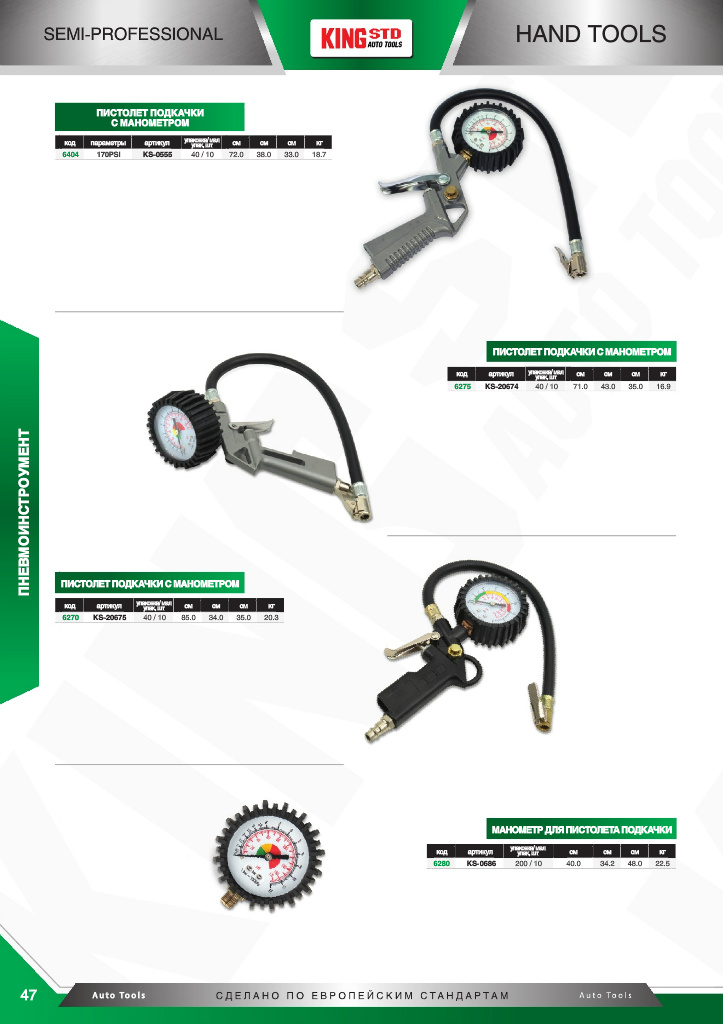 SEMI-PROFESSIONAL
KING STD
AUTO TOOLS
HAND TOOLS
ПИСТОЛЕТ ПОДКАЧКИ
С МАНОМЕТРОМ
код параметры артикул упаковка/мал упак, шт см см см кг
6404 170PSI KS-0555 40 / 10 72.0 38.0 33.0 18.7
ПИСТОЛЕТ ПОДКАЧКИ С МАНОМЕТРОМ
код артикул упаковка/мал упак, шт см см см кг
6275 KS-20674 40 / 10 71.0 43.0 35.0 16.9
ПНЕВМОИНСТРОУМЕНТ
ПИСТОЛЕТ ПОДКАЧКИ С МАНОМЕТРОМ
код артикул упаковка/мал упак, шт см см см кг
6270 KS-20675 40 / 10 85.0 34.0 35.0 20.3
МАНОМЕТР ДЛЯ ПИСТОЛЕТА ПОДКАЧКИ
код артикул упаковка/мал упак, шт см см см кг
6280 KS-0686 200 / 10 40.0 34.2 48.0 22.5
47
Auto Tools
СДЕЛАНО ПО ЕВРОПЕЙСКИМ СТАНДАРТАМ
Auto Tools